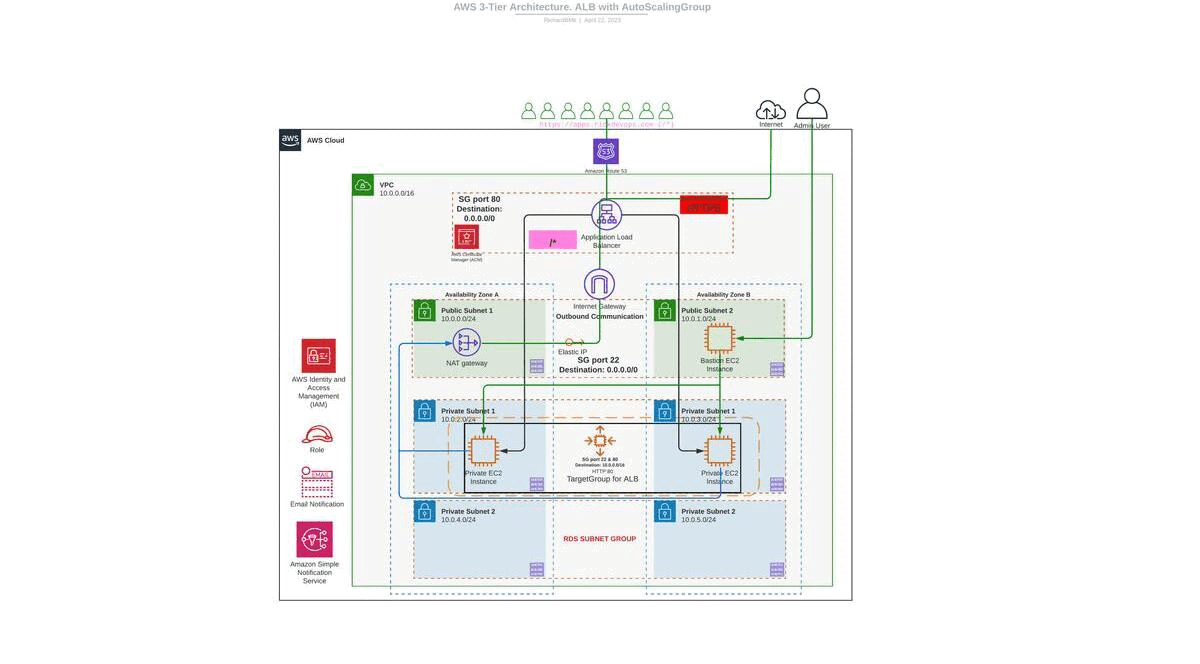 AWS 3-Tier Architecture. ALB with AutoScalingGroup
April 22, 2023
Internet
Admin User
aws
AWS Cloud
53
Amazon Route 53
VPC
10.0.0.0/16
SG port 80
Destination:
0.0.0.0/0
AWS Certificate
Manager (ACM)
/*
Application Load
Balancer
Availability Zone A
Availability Zone B
Internet Gateway
Outbound Communication
Public Subnet 1
10.0.0.0/24
NAT gateway
Elastic IP
SG port 22
Destination: 0.0.0.0/0
Public Subnet 2
10.0.1.0/24
Bastion EC2
Instance
AWS Identity and
Access
Management
(IAM)
Role
EMAIL
Email Notification
Amazon Simple
Notification
Service
Private Subnet 1
10.0.2.0/24
Private EC2
Instance
SG port 22 & 80
Destination: 10.0.0.0/16
HTTP:80
TargetGroup for ALB
Private Subnet 1
10.0.3.0/24
Private EC2
Instance
Private Subnet 2
10.0.4.0/24
RDS SUBNET GROUP
Private Subnet 2
10.0.5.0/24